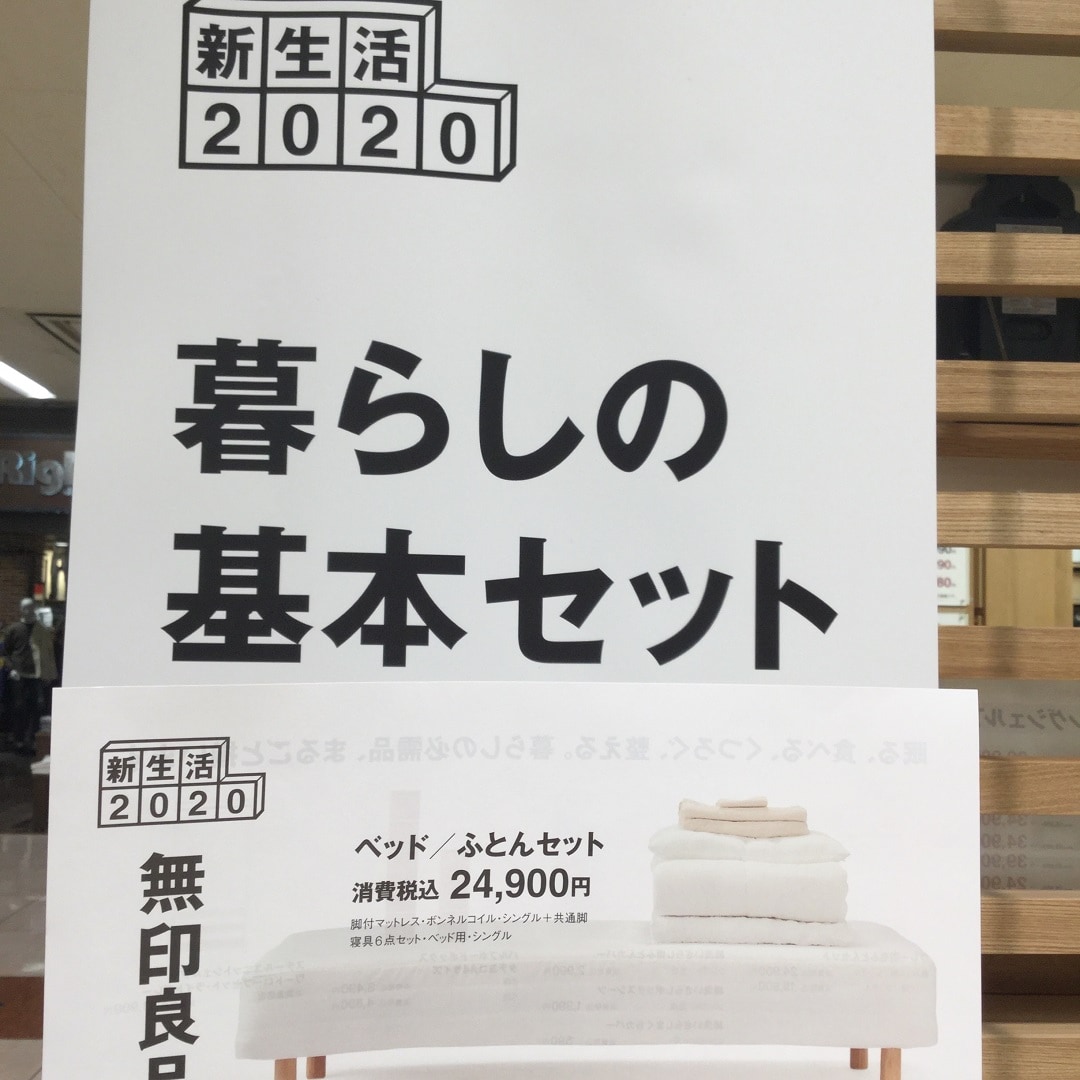 新生活
2020
暮らしの
基本セット
新生活
2020
無印良品
ベッド／ふとんセット
消費税込 24,900円
脚付マットレス・ボンネルコイル・シングル＋共通脚
寝具6点セット・ベッド用・シングル